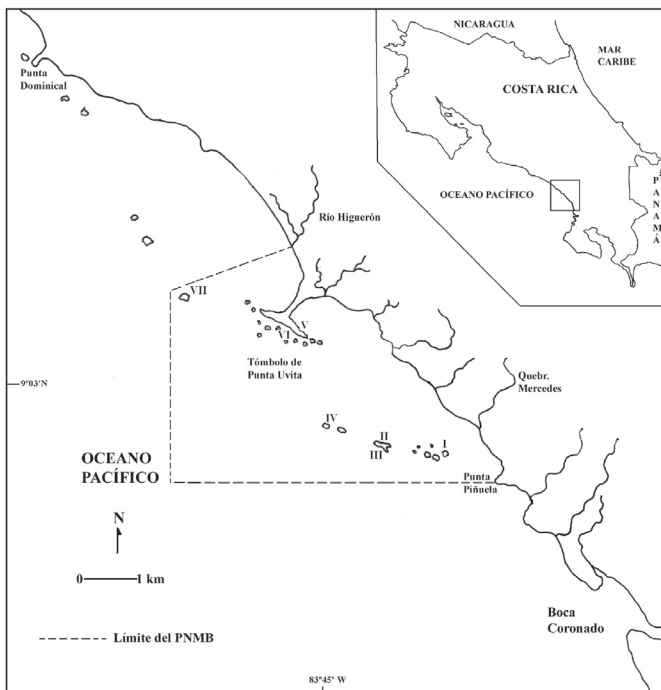 NICARAGUA
MAR
CARIBE
COSTA RICA
OCEANO PACÍFICO
P
A
N
A
M
Á
Punta
Dominical
Río Higuerón
VII
V
VI
Tómbolo de
Punta Uvita
9°03'N
Quebr.
Mercedes
IV
II
III
I
OCEANO
PACÍFICO
Punta
Piñuela
N
0 1 km
Boca
Coronado
Límite del PNMB
83°45' W